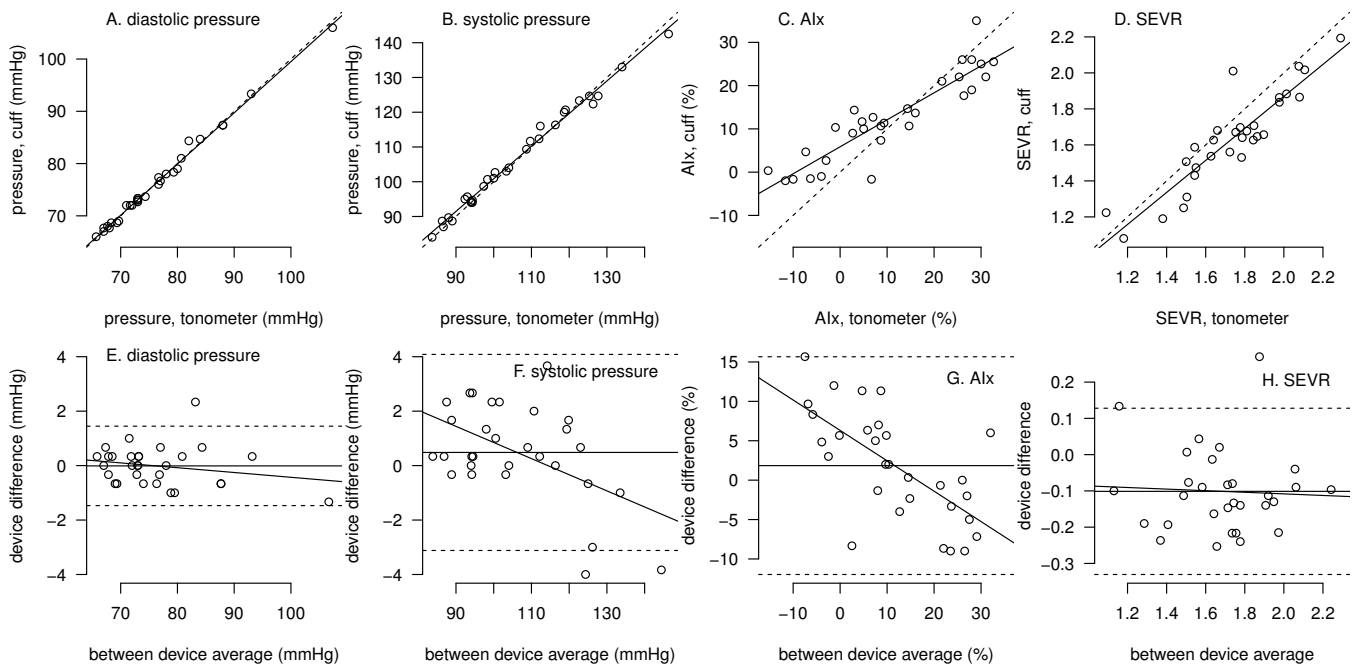 A. diastolic pressure
pressure, cuff (mmHg)
100
90
80
70
70 80 90 100
pressure, tonometer (mmHg)
B. systolic pressure
pressure, cuff (mmHg)
140
130
120
110
100
90
90 110 130
pressure, tonometer (mmHg)
C. AIx
AIx, cuff (%)
30
20
10
0
−10
−10 0 10 20 30
AIx, tonometer (%)
D. SEVR
SEVR, cuff
2.2
2.0
1.8
1.6
1.4
1.2
1.2 1.4 1.6 1.8 2.0 2.2
SEVR, tonometer
E. diastolic pressure
device difference (mmHg)
4
2
0
−2
−4
70 80 90 100
between device average (mmHg)
F. systolic pressure
device difference (mmHg)
4
2
0
−2
−4
90 110 130
between device average (mmHg)
G. AIx
device difference (%)
15
10
5
0
−5
−10
−10 0 10 20 30
between device average (%)
H. SEVR
device difference
0.2
0.1
0.0
−0.1
−0.2
−0.3
1.2 1.4 1.6 1.8 2.0 2.2
between device average